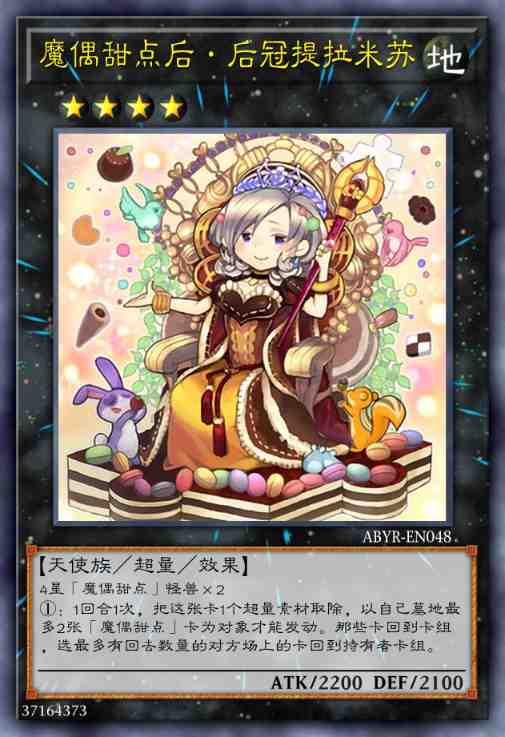 魔偶甜点后·后冠提拉米苏 地
ABYR-EN048
【天使族／超量／效果】
4星「魔偶甜点」怪兽×2
①：1回合1次，把这张卡1个超量素材取除，以自己墓地最
多2张「魔偶甜点」卡为对象才能发动。那些卡回到卡组
，选最多有回去数量的对方场上的卡回到持有者卡组。
ATK/2200 DEF/2100
37164373